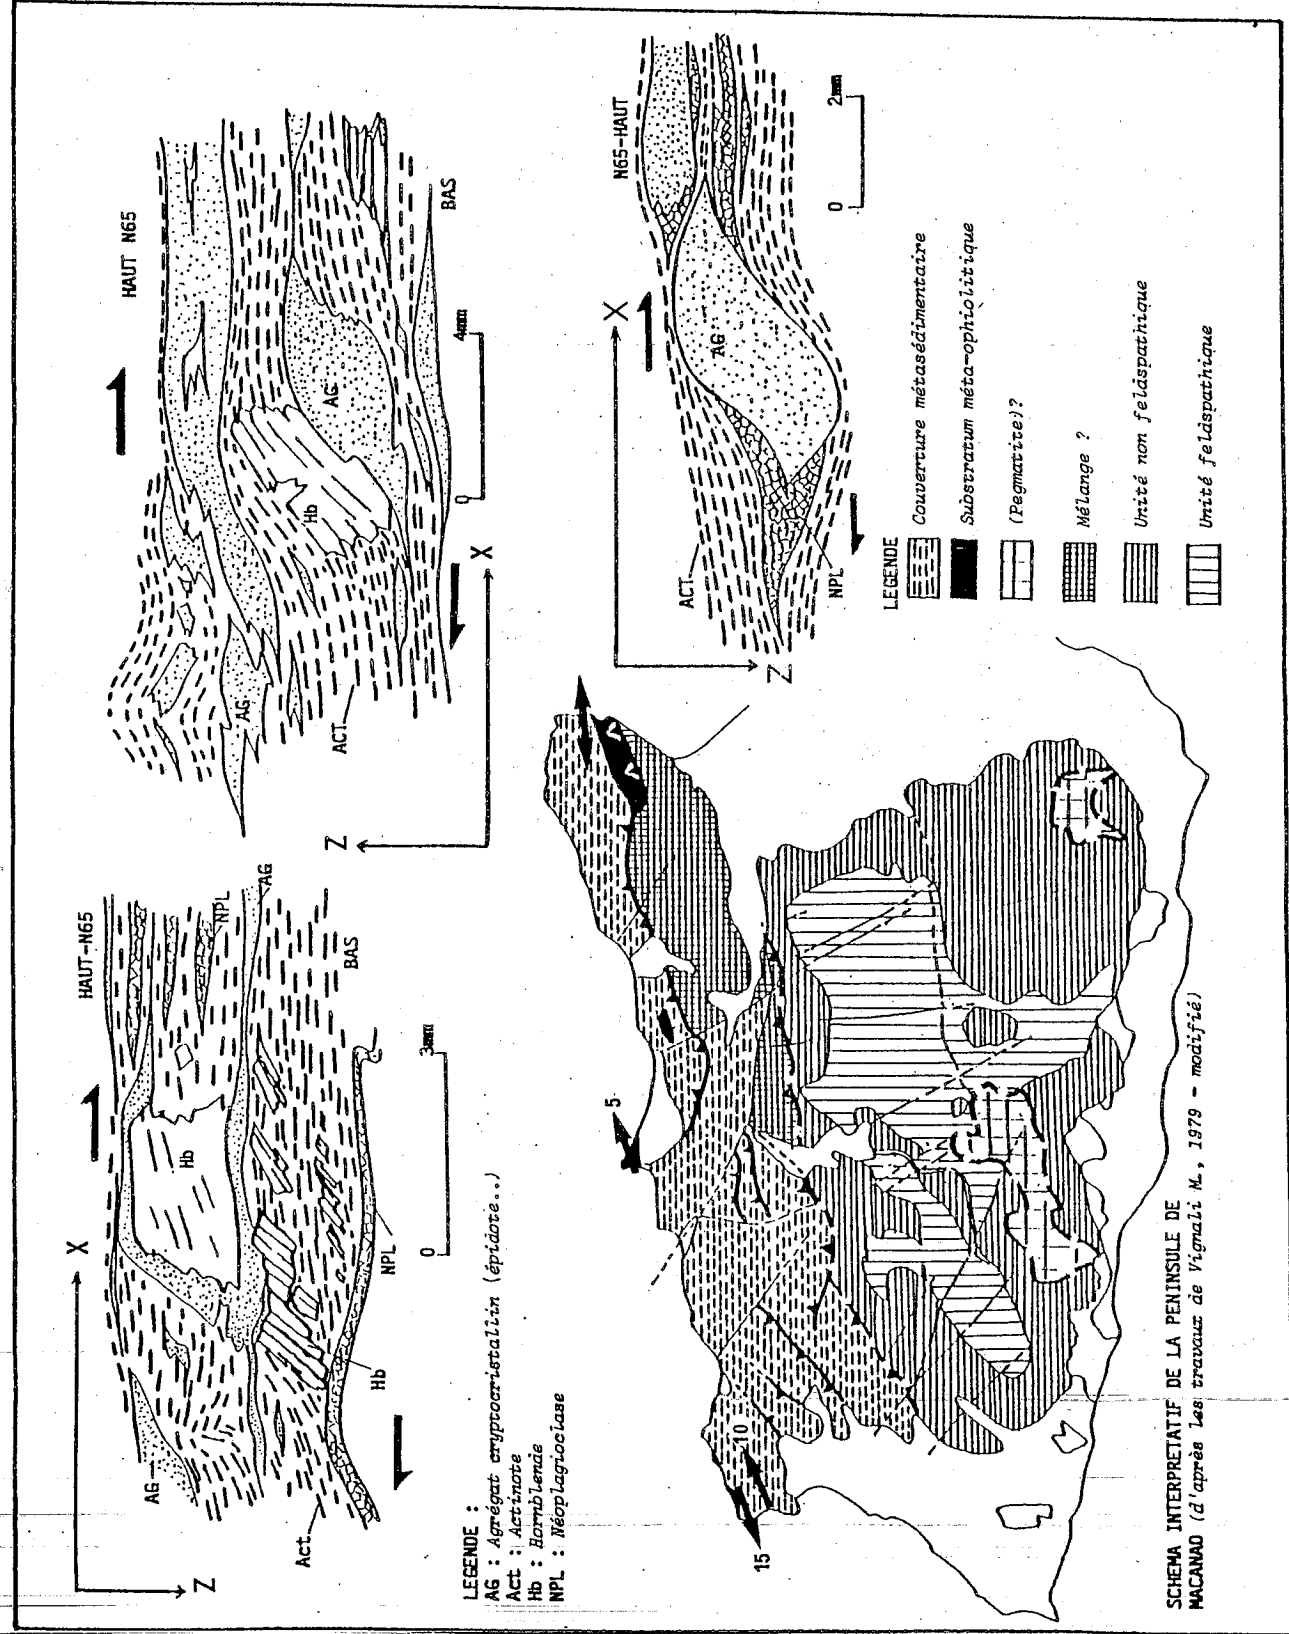 HAUT-N65
X
Z
Hb
NPL
AG
BAS
AG
Act
Hb
NPL
0
3mm
HAUT N65
Z
X
AG
Hb
AG
ACT
BAS
0
4mm
N65-HAUT
X
Z
ACT
AG
NPL
0
2mm
LEGENDE :
AG : Agrégat cryptocristallin (épidote..)
Act : Actinote
Hb : Hornblende
NPL : Néoplagioclase
LEGENDE
Couverture métasédimentaire
Substratum méta-ophiolitique
(Pegmatite)?
Mélange ?
Unité non feldspathique
Unité feldspathique
5
10
15
SCHEMA INTERPRETATIF DE LA PENINSULE DE
MACANAO (d'après les travaux de Vignali M., 1979 - modifié)